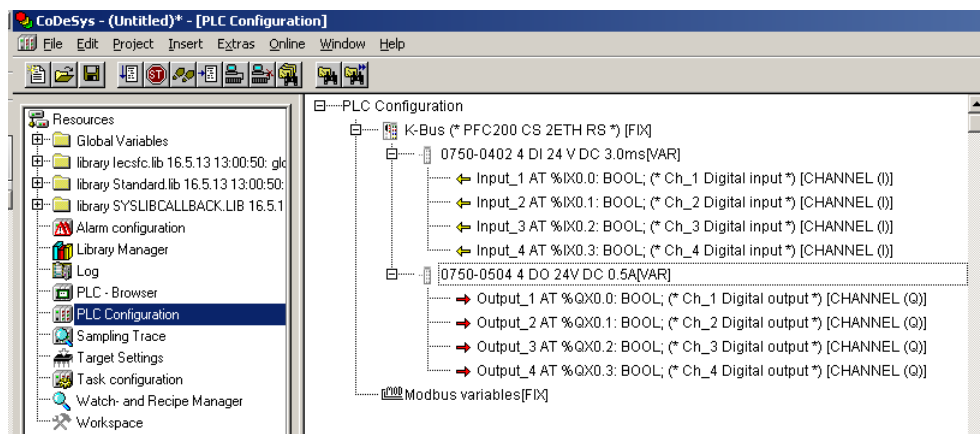 CoDeSys - (Untitled)* - [PLC Configuration]
File Edit Project Insert Extras Online Window Help
Resources
Global Variables
library Iecsfc.lib 16.5.13 13:00:50: glo
library Standard.lib 16.5.13 13:00:50:
library SYSLIBCALLBACK.LIB 16.5.1
Alarm configuration
Library Manager
Log
PLC - Browser
PLC Configuration
Sampling Trace
Target Settings
Task configuration
Watch- and Recipe Manager
Workspace
PLC Configuration
K-Bus (* PFC200 CS 2ETH RS *) [FIX]
0750-0402 4 DI 24 V DC 3.0ms[VAR]
Input_1 AT %IX0.0: BOOL; (* Ch_1 Digital input *) [CHANNEL (I)]
Input_2 AT %IX0.1: BOOL; (* Ch_2 Digital input *) [CHANNEL (I)]
Input_3 AT %IX0.2: BOOL; (* Ch_3 Digital input *) [CHANNEL (I)]
Input_4 AT %IX0.3: BOOL; (* Ch_4 Digital input *) [CHANNEL (I)]
0750-0504 4 DO 24V DC 0.5A[VAR]
Output_1 AT %QX0.0: BOOL; (* Ch_1 Digital output *) [CHANNEL (Q)]
Output_2 AT %QX0.1: BOOL; (* Ch_2 Digital output *) [CHANNEL (Q)]
Output_3 AT %QX0.2: BOOL; (* Ch_3 Digital output *) [CHANNEL (Q)]
Output_4 AT %QX0.3: BOOL; (* Ch_4 Digital output *) [CHANNEL (Q)]
Modbus variables[FIX]